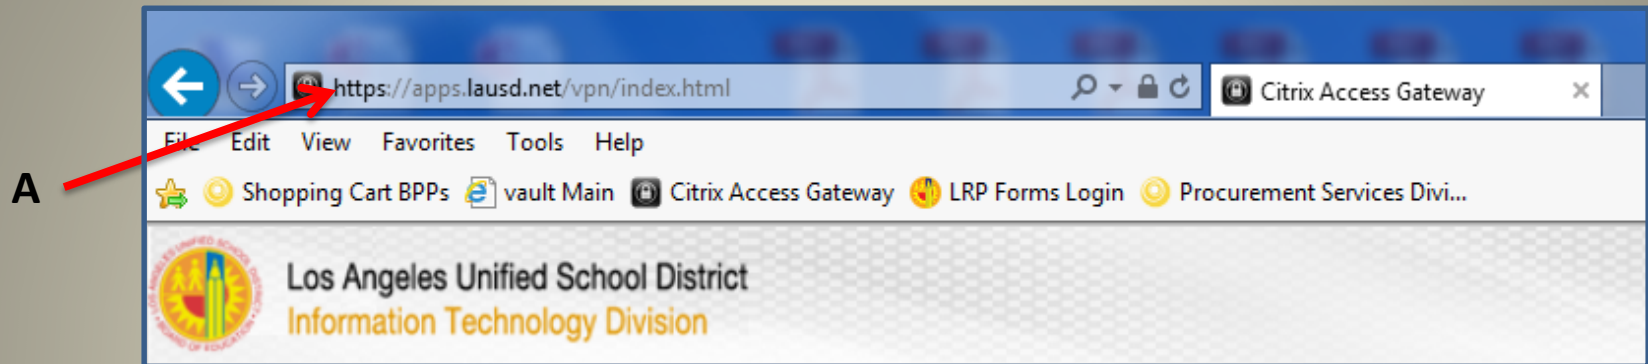 https://apps.lausd.net/vpn/index.html Citrix Access Gateway
File Edit View Favorites Tools Help
A
Shopping Cart BPPs vault Main Citrix Access Gateway LRP Forms Login Procurement Services Divi...
Los Angeles Unified School District
Information Technology Division